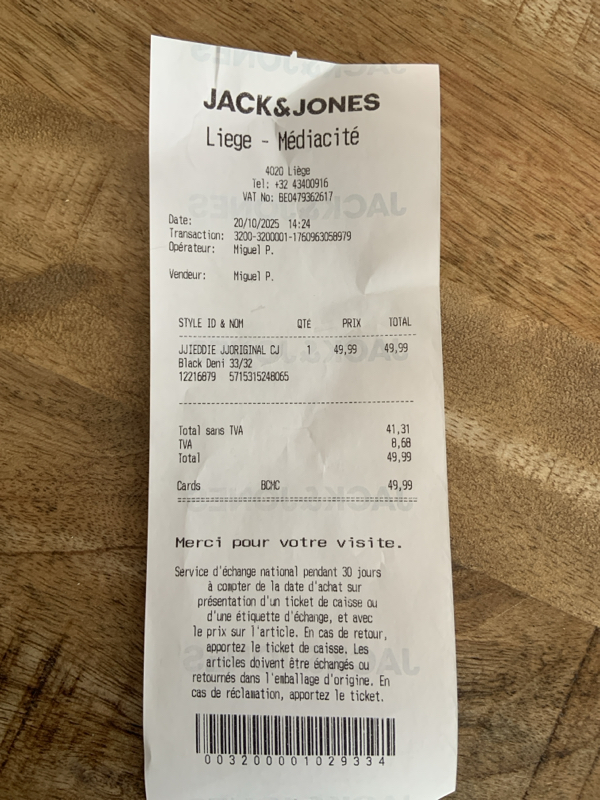 JACK&JONES
Liege - Médiacité
4020 Liège
Tel: +32 43400916
VAT No: BE0479362617
Date: 20/10/2025 14:24
Transaction: 3200-3200001-1760963058979
Opérateur: Miguel P.
Vendeur: Miguel P.
STYLE ID & NOM QTÉ PRIX TOTAL
JJIEDDIE JJORIGINAL CJ 1 49,99 49,99
Black Deni 33/32
12216879 5715315248065
Total sans TVA 41,31
TVA 8,68
Total 49,99
Cards BCMC 49,99
Merci pour votre visite.
Service d'échange national pendant 30 jours
à compter de la date d'achat sur
présentation d'un ticket de caisse ou
d'une étiquette d'échange, et avec
le prix sur l'article. En cas de retour,
apportez le ticket de caisse. Les
articles doivent être échangés ou
retournés dans l'emballage d'origine. En
cas de réclamation, apportez le ticket.
0032000001029334